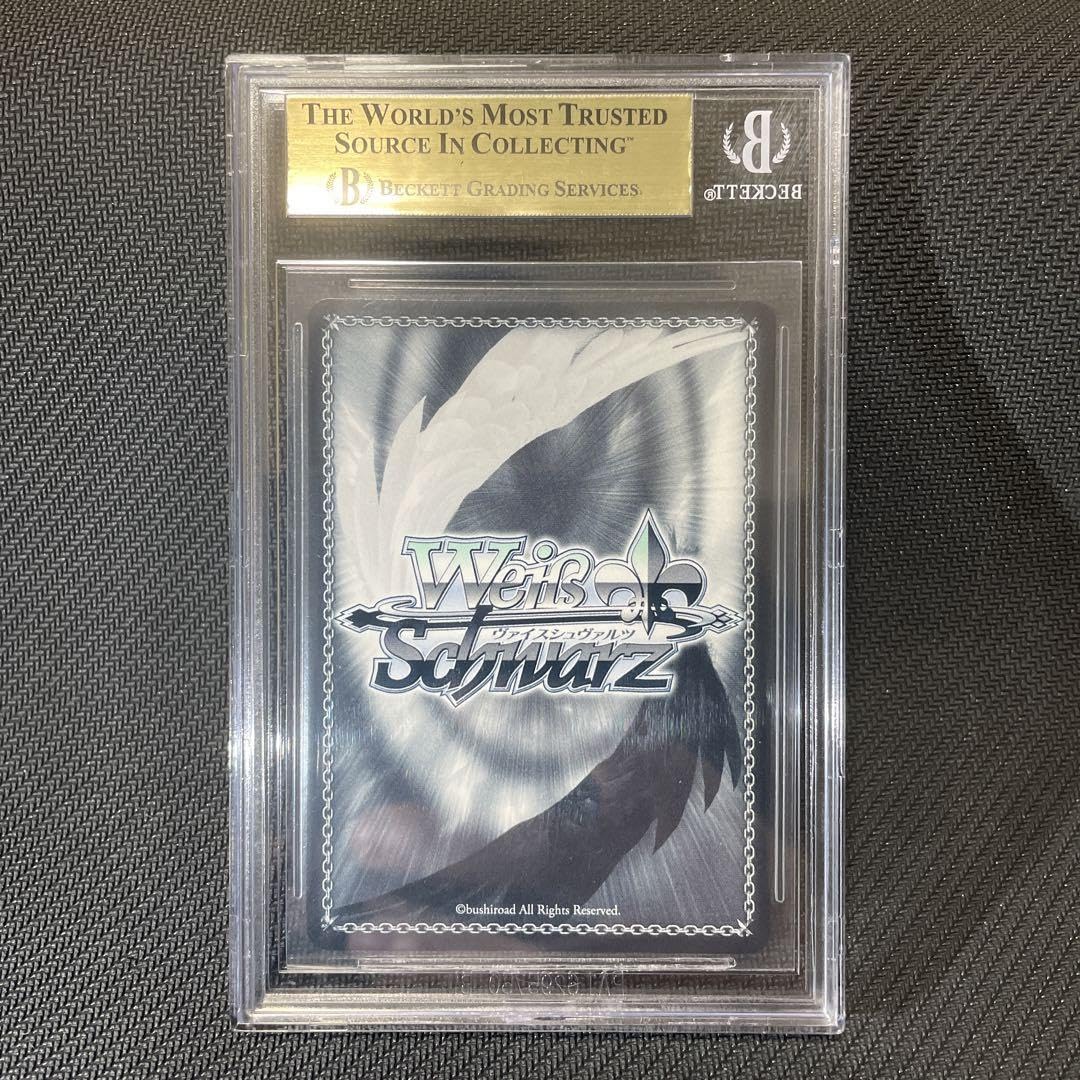 THE WORLD'S MOST TRUSTED
SOURCE IN COLLECTING™
B BECKETT GRADING SERVICES
B
BECKETT®
Weiß
ヴァイスシュヴァルツ
Schwarz
©bushiroad All Rights Reserved.